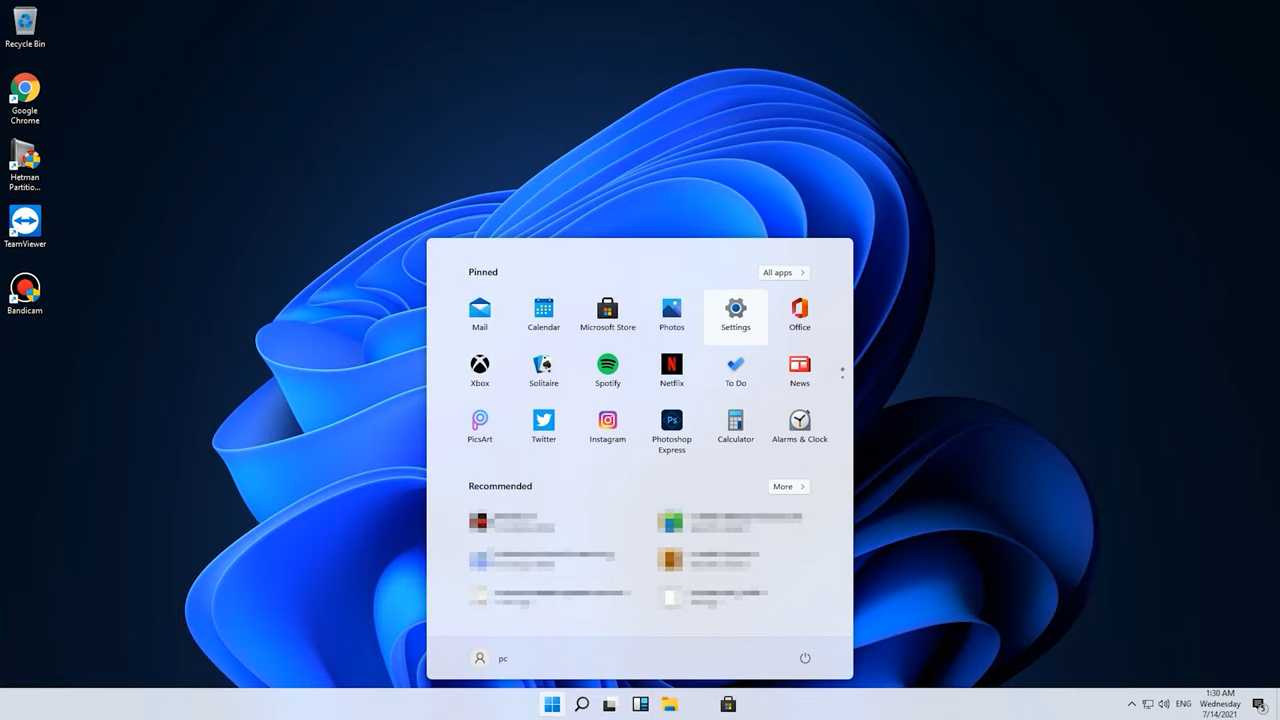 Recycle Bin
Google
Chrome
Hetman
Partitio...
TeamViewer
Bandicam
Pinned
All apps
Mail
Calendar
Microsoft Store
Photos
Settings
Office
Xbox
Solitaire
Spotify
Netflix
To Do
News
PicsArt
Twitter
Instagram
Photoshop
Express
Calculator
Alarms & Clock
Recommended
More
pc
ENG
1:30 AM
Wednesday
7/14/2021